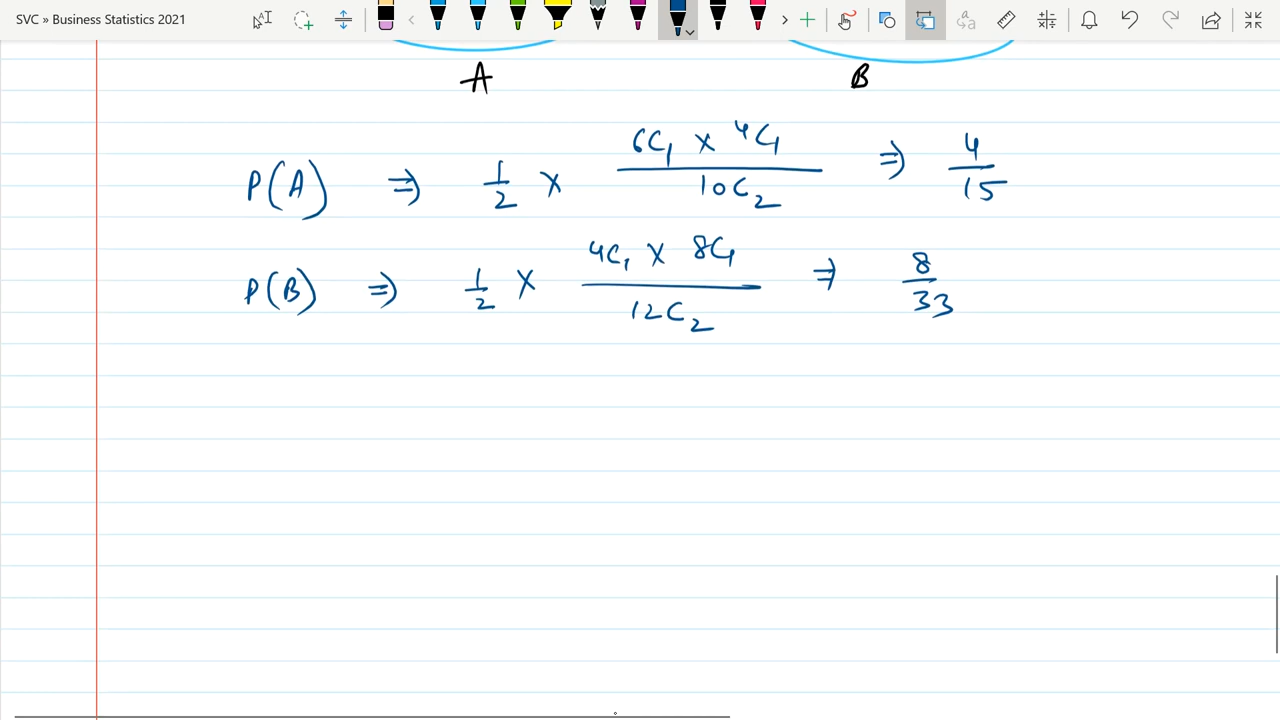 SVC » Business Statistics 2021
A B
P(A) ⇒ 1/2 × 6C₁ × 4C₁ / 10C₂ ⇒ 4/15
P(B) ⇒ 1/2 × 4C₁ × 8C₁ / 12C₂ ⇒ 8/33